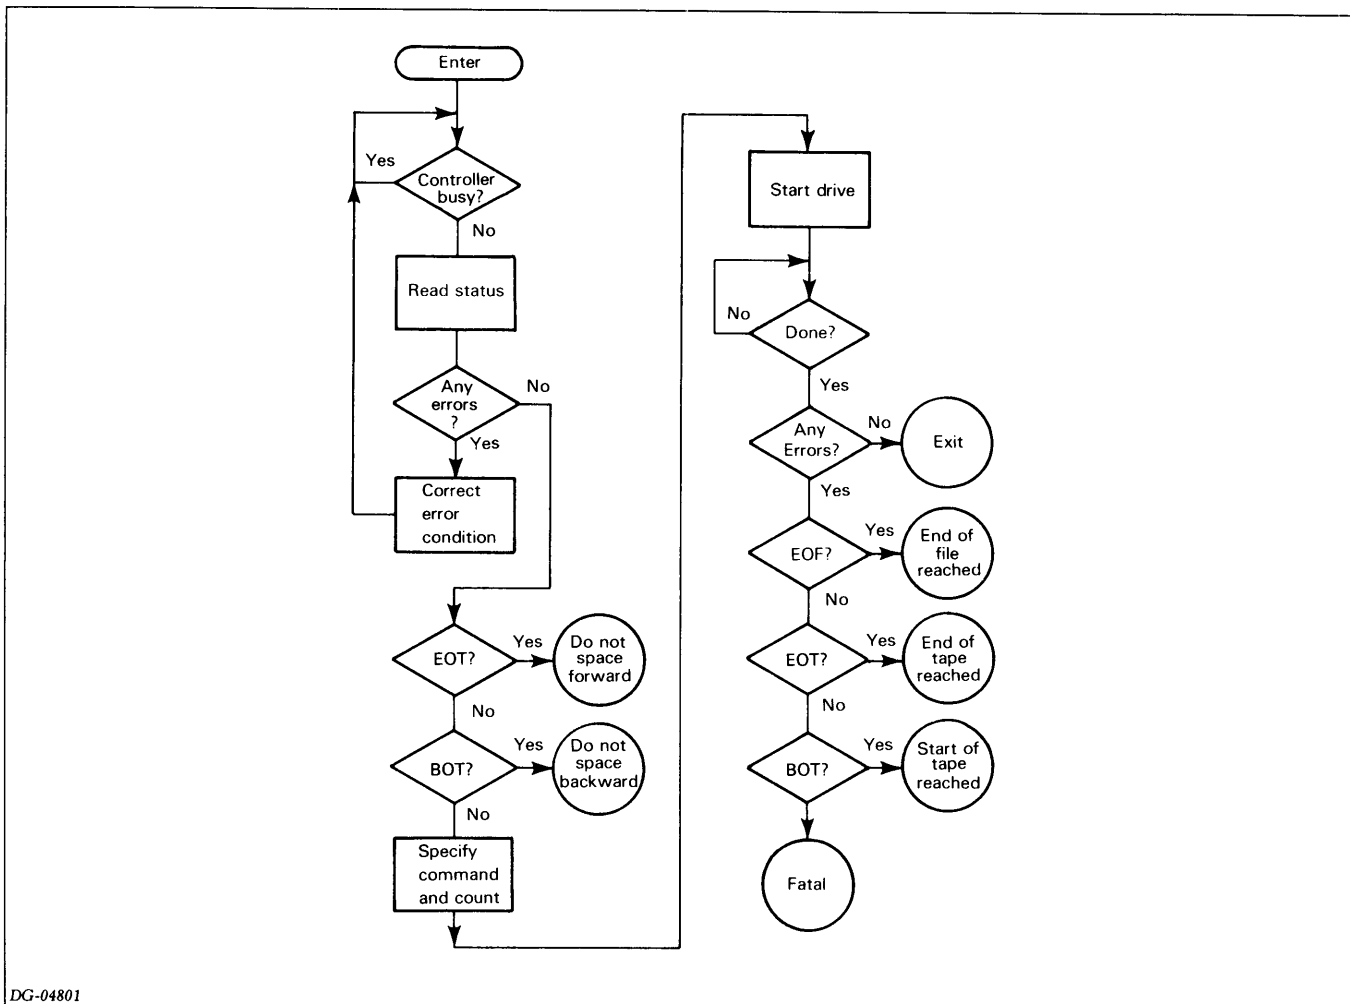 Enter
Yes
Controller
busy?
No
Read status
Any
errors
?
No
Yes
Correct
error
condition
EOT?
Yes
Do not
space
forward
No
BOT?
Yes
Do not
space
backward
No
Specify
command
and count
Start drive
No
Done?
Yes
Any
Errors?
No
Exit
Yes
EOF?
Yes
End of
file
reached
No
EOT?
Yes
End of
tape
reached
No
BOT?
Yes
Start of
tape
reached
Fatal
DG-04801